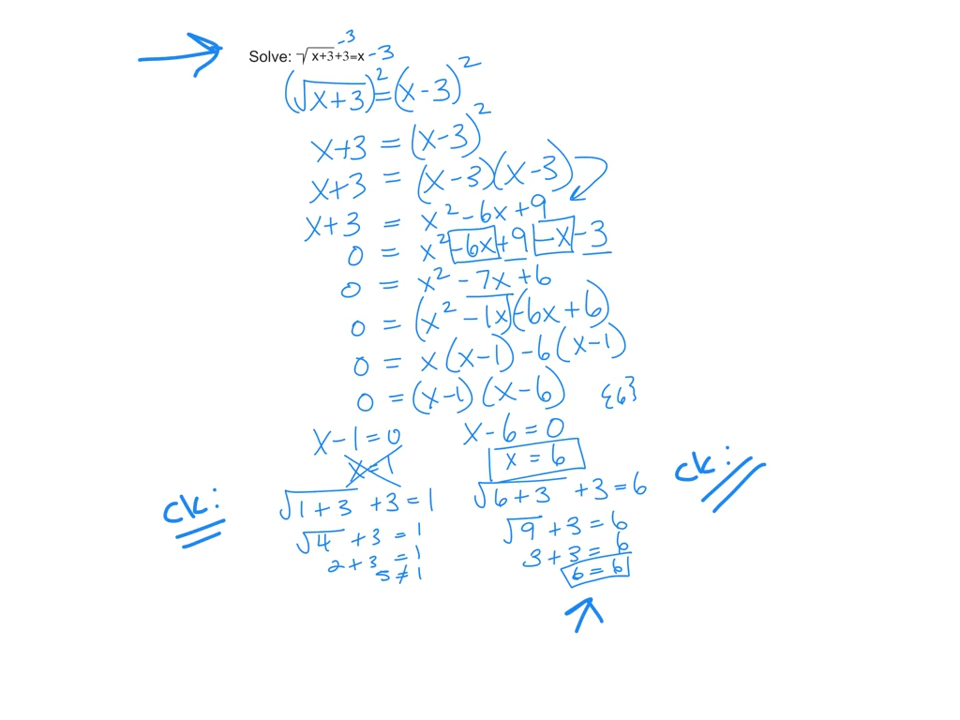 -3
Solve: √x+3+3=x -3
(√x+3)²=(x-3)²
x+3 = (x-3)²
x+3 = (x-3)(x-3)
x+3 = x²-6x+9
0 = x²-6x+9-x-3
0 = x²-7x+6
0 = (x²-1x)(-6x+6)
0 = x(x-1)-6(x-1)
0 = (x-1)(x-6) {6}
x-1=0 x-6=0
x=1 x=6
ck: √1+3 +3=1 √6+3 +3=6 ck:
√4 +3 = 1 √9+3=6
2+3 = 1 3+3=6
5≠1 6=6